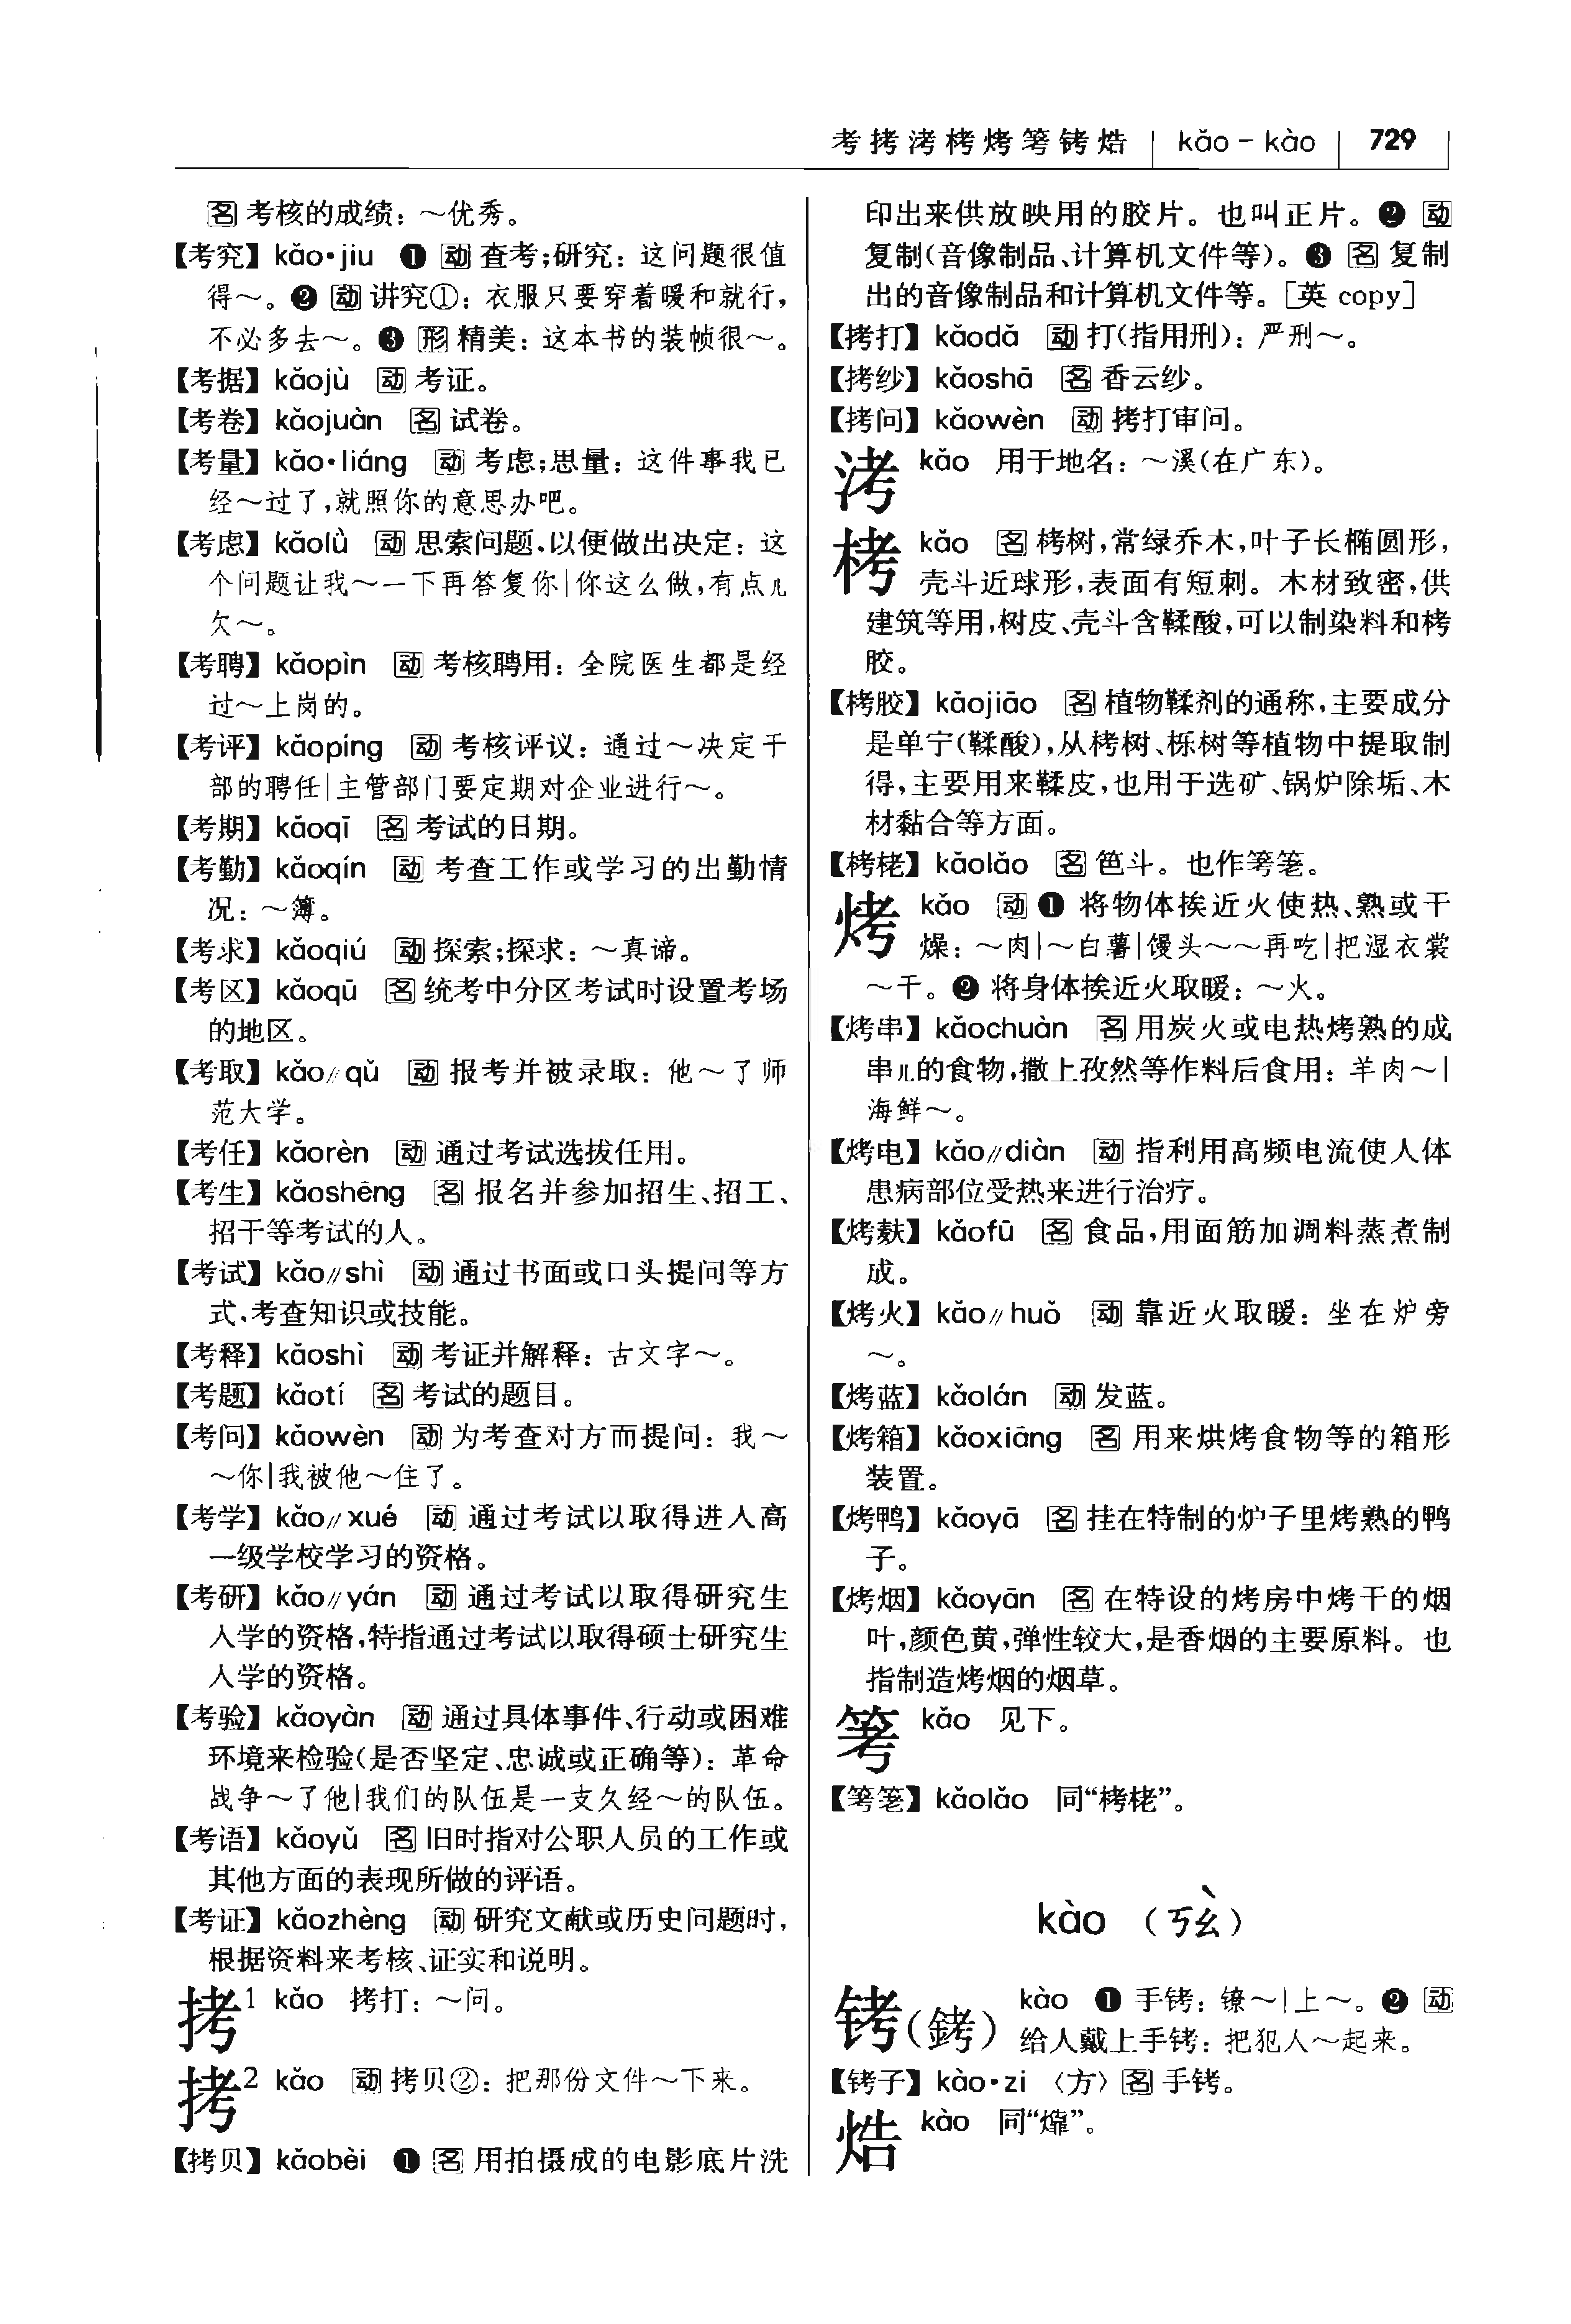 考拷洘栲烤䇭铐焅 kǎo-kào 729
名 考核的成绩：～优秀。
【考究】kǎo·jiu ❶ 动 查考；研究：这问题很值
得～。❷ 动 讲究①：衣服只要穿着暖和就行，
不必多去～。❸ 形 精美：这本书的装帧很～。
【考据】kǎojù 动 考证。
【考卷】kǎojuàn 名 试卷。
【考量】kǎo·liáng 动 考虑；思量：这件事我已
经～过了，就照你的意思办吧。
【考虑】kǎolǜ 动 思索问题，以便做出决定：这
个问题让我～一下再答复你|你这么做，有点儿
欠～。
【考聘】kǎopìn 动 考核聘用：全院医生都是经
过～上岗的。
【考评】kǎopíng 动 考核评议：通过～决定干
部的聘任|主管部门要定期对企业进行～。
【考期】kǎoqī 名 考试的日期。
【考勤】kǎoqín 动 考查工作或学习的出勤情
况：～簿。
【考求】kǎoqiú 动 探索；探求：～真谛。
【考区】kǎoqū 名 统考中分区考试时设置考场
的地区。
【考取】kǎo∥qǔ 动 报考并被录取：他～了师
范大学。
【考任】kǎorèn 动 通过考试选拔任用。
【考生】kǎoshēng 名 报名并参加招生、招工、
招干等考试的人。
【考试】kǎo∥shì 动 通过书面或口头提问等方
式，考查知识或技能。
【考释】kǎoshì 动 考证并解释：古文字～。
【考题】kǎotí 名 考试的题目。
【考问】kǎowèn 动 为考查对方而提问：我～
～你|我被他～住了。
【考学】kǎo∥xué 动 通过考试以取得进入高
一级学校学习的资格。
【考研】kǎo∥yán 动 通过考试以取得研究生
入学的资格，特指通过考试以取得硕士研究生
入学的资格。
【考验】kǎoyàn 动 通过具体事件、行动或困难
环境来检验（是否坚定、忠诚或正确等）：革命
战争～了他|我们的队伍是一支久经～的队伍。
【考语】kǎoyǔ 名 旧时指对公职人员的工作或
其他方面的表现所做的评语。
【考证】kǎozhèng 动 研究文献或历史问题时，
根据资料来考核、证实和说明。
拷1 kǎo 拷打：～问。
拷2 kǎo 动 拷贝②：把那份文件～下来。
【拷贝】kǎobèi ❶ 名 用拍摄成的电影底片洗
印出来供放映用的胶片。也叫正片。❷ 动
复制（音像制品、计算机文件等）。❸ 名 复制
出的音像制品和计算机文件等。［英 copy］
【拷打】kǎodǎ 动 打（指用刑）：严刑～。
【拷纱】kǎoshā 名 香云纱。
【拷问】kǎowèn 动 拷打审问。
洘 kǎo 用于地名：～溪（在广东）。
栲 kǎo 名 栲树，常绿乔木，叶子长椭圆形，
壳斗近球形，表面有短刺。木材致密，供
建筑等用，树皮、壳斗含鞣酸，可以制染料和栲
胶。
【栲胶】kǎojiāo 名 植物鞣剂的通称，主要成分
是单宁（鞣酸），从栲树、栎树等植物中提取制
得，主要用来鞣皮，也用于选矿、锅炉除垢、木
材黏合等方面。
【栲栳】kǎolǎo 名 笆斗。也作䇭笔。
烤 kǎo 动 ❶ 将物体挨近火使热、熟或干
燥：～肉|～白薯|馒头～～再吃|把湿衣裳
～干。❷ 将身体挨近火取暖：～火。
【烤串】kǎochuàn 名 用炭火或电热烤熟的成
串儿的食物，撒上孜然等作料后食用：羊肉～|
海鲜～。
【烤电】kǎo∥diàn 动 指利用高频电流使人体
患病部位受热来进行治疗。
【烤麸】kǎofū 名 食品，用面筋加调料蒸煮制
成。
【烤火】kǎo∥huǒ 动 靠近火取暖：坐在炉旁
～。
【烤蓝】kǎolán 动 发蓝。
【烤箱】kǎoxiāng 名 用来烘烤食物等的箱形
装置。
【烤鸭】kǎoyā 名 挂在特制的炉子里烤熟的鸭
子。
【烤烟】kǎoyān 名 在特设的烤房中烤干的烟
叶，颜色黄，弹性较大，是香烟的主要原料。也
指制造烤烟的烟草。
䇭 kǎo 见下。
【䇭𥬯】kǎolǎo 同“栲栳”。
kào （ㄎㄠˋ）
铐（銬） kào ❶ 手铐：镣～|上～。❷ 动
给人戴上手铐：把犯人～起来。
【铐子】kào·zi 〈方〉名 手铐。
焅 kào 同“㸆”。